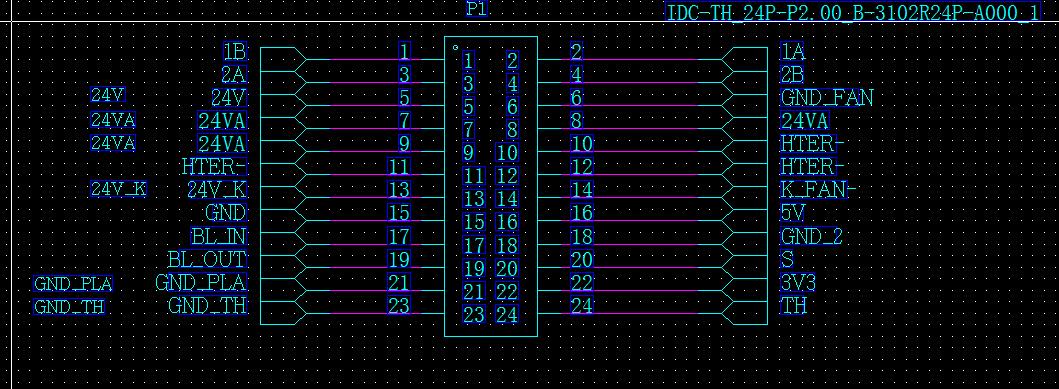 P1 IDC-TH_24P-P2.00_B-3102R24P-A000_1
1B 1 1 2 2 1A
2A 3 3 4 4 2B
24V 24V 5 5 6 6 GND_FAN
24VA 24VA 7 7 8 8 24VA
24VA 24VA 9 9 10 10 HTER-
HTER- 11 11 12 12 HTER-
24V_K 24V_K 13 13 14 14 K_FAN-
GND 15 15 16 16 5V
BL_IN 17 17 18 18 GND_2
BL_OUT 19 19 20 20 S
GND_PLA GND_PLA 21 21 22 22 3V3
GND_TH GND_TH 23 23 24 24 TH